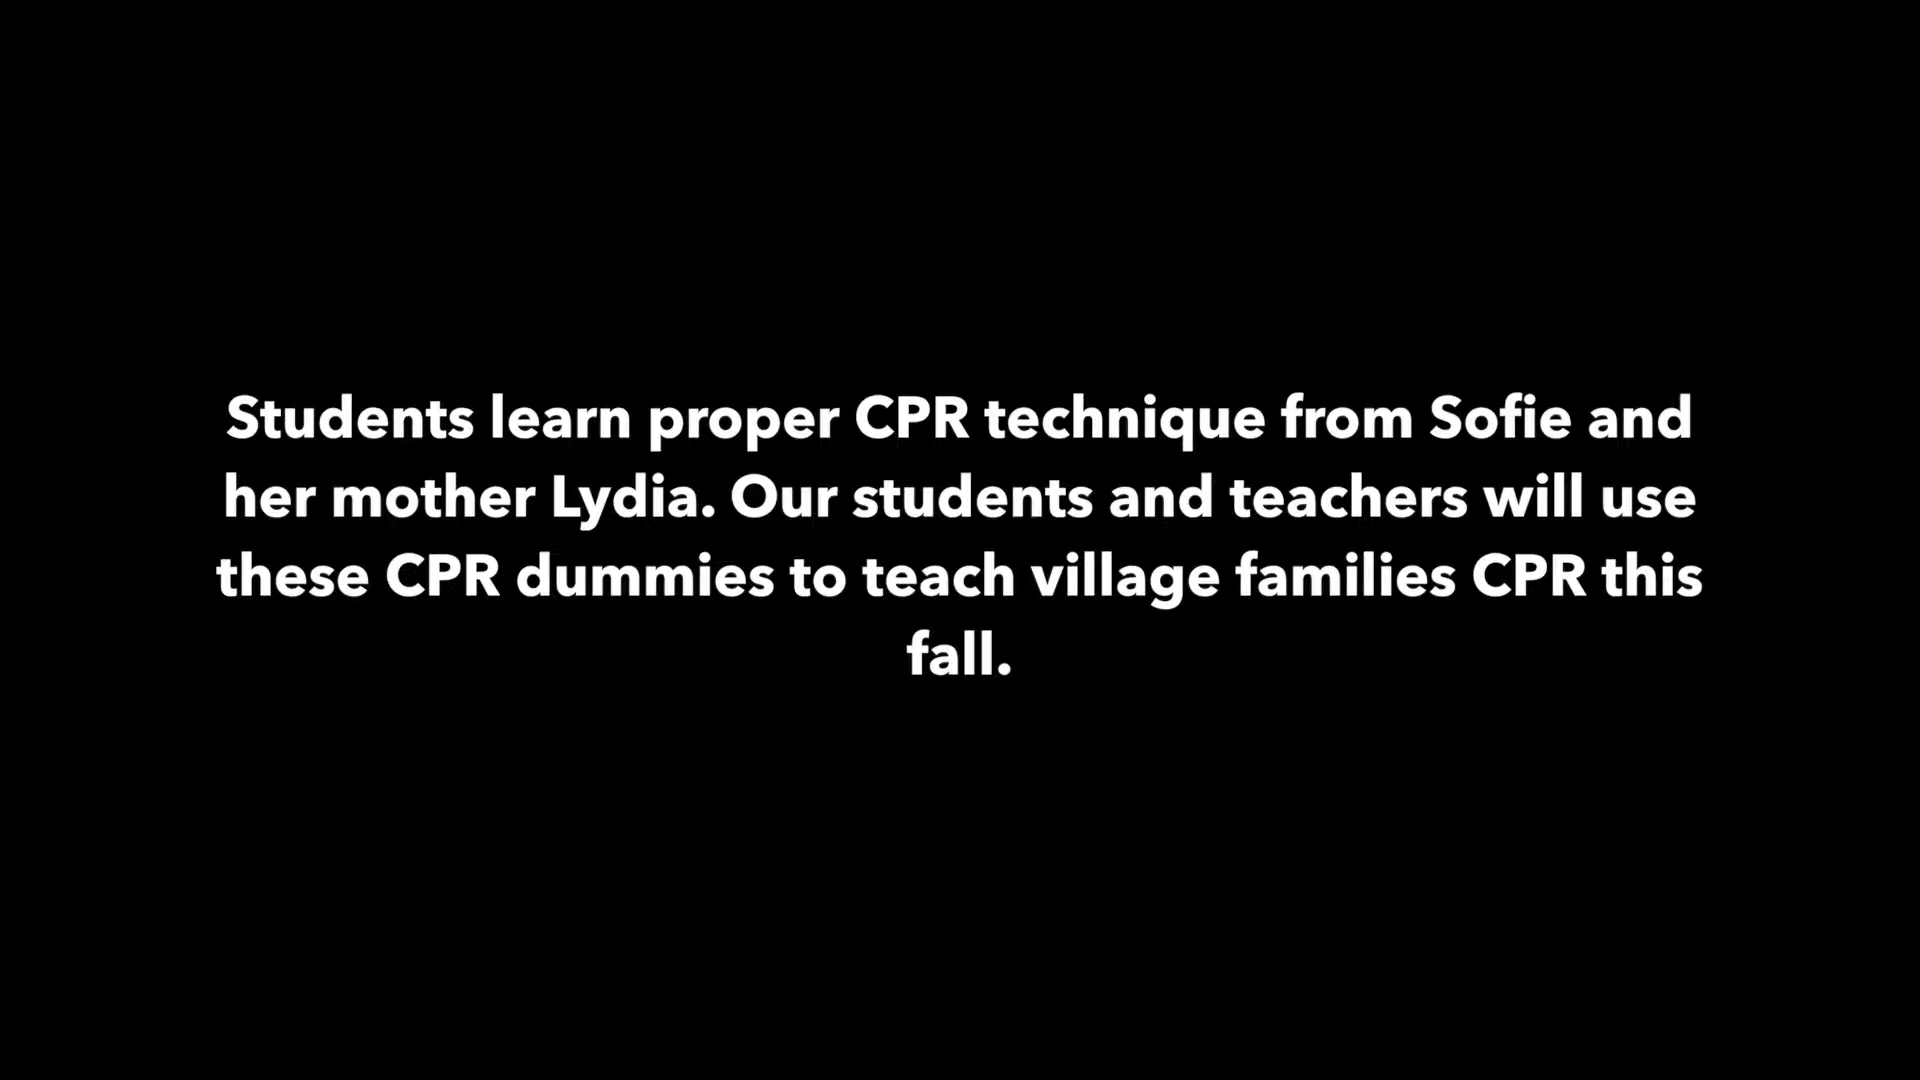 Students learn proper CPR technique from Sofie and
her mother Lydia. Our students and teachers will use
these CPR dummies to teach village families CPR this
fall.